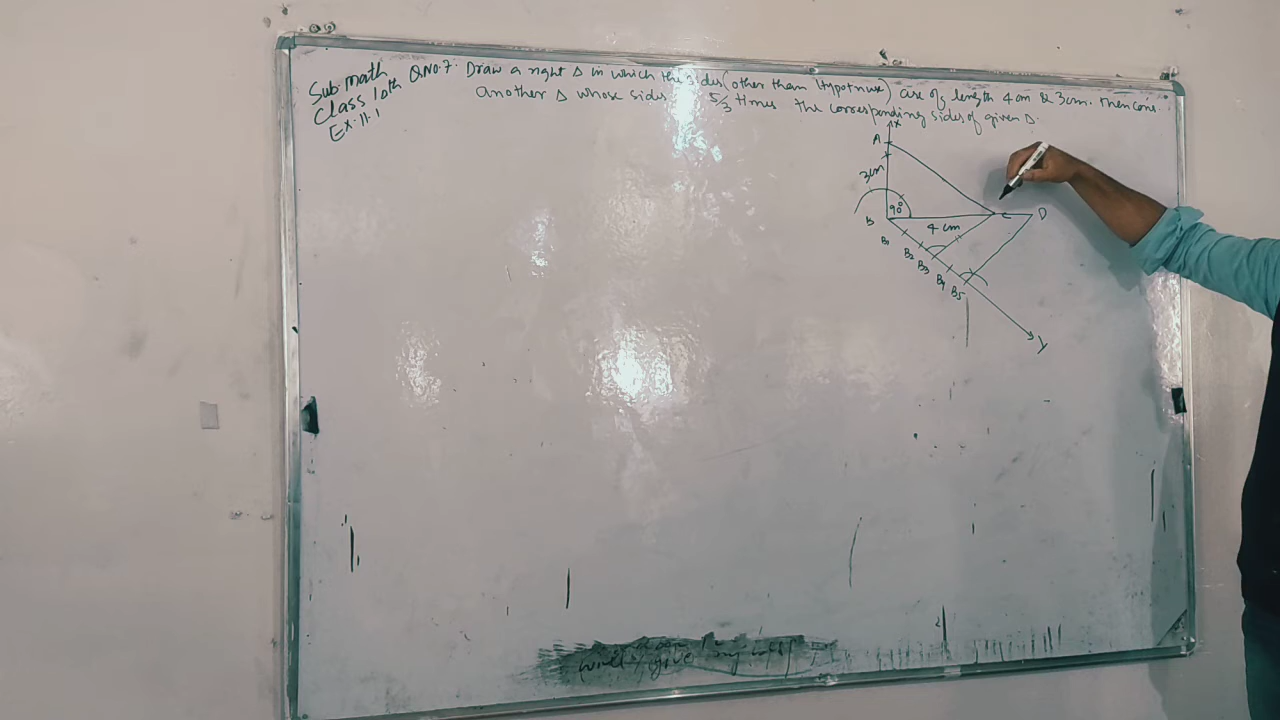 Sub math
Class 10th
Ex. 11.1
Q.NO.7. Draw a right Δ in which the sides (other than Hypotnuse) are of length 4 cm & 3cm. Then cons.
another Δ whose sides 5/3 times the corresponding sides of given Δ.
X
A
3cm
90°
B
4 cm
C
D
B1
B2
B3
B4
B5
Y
give